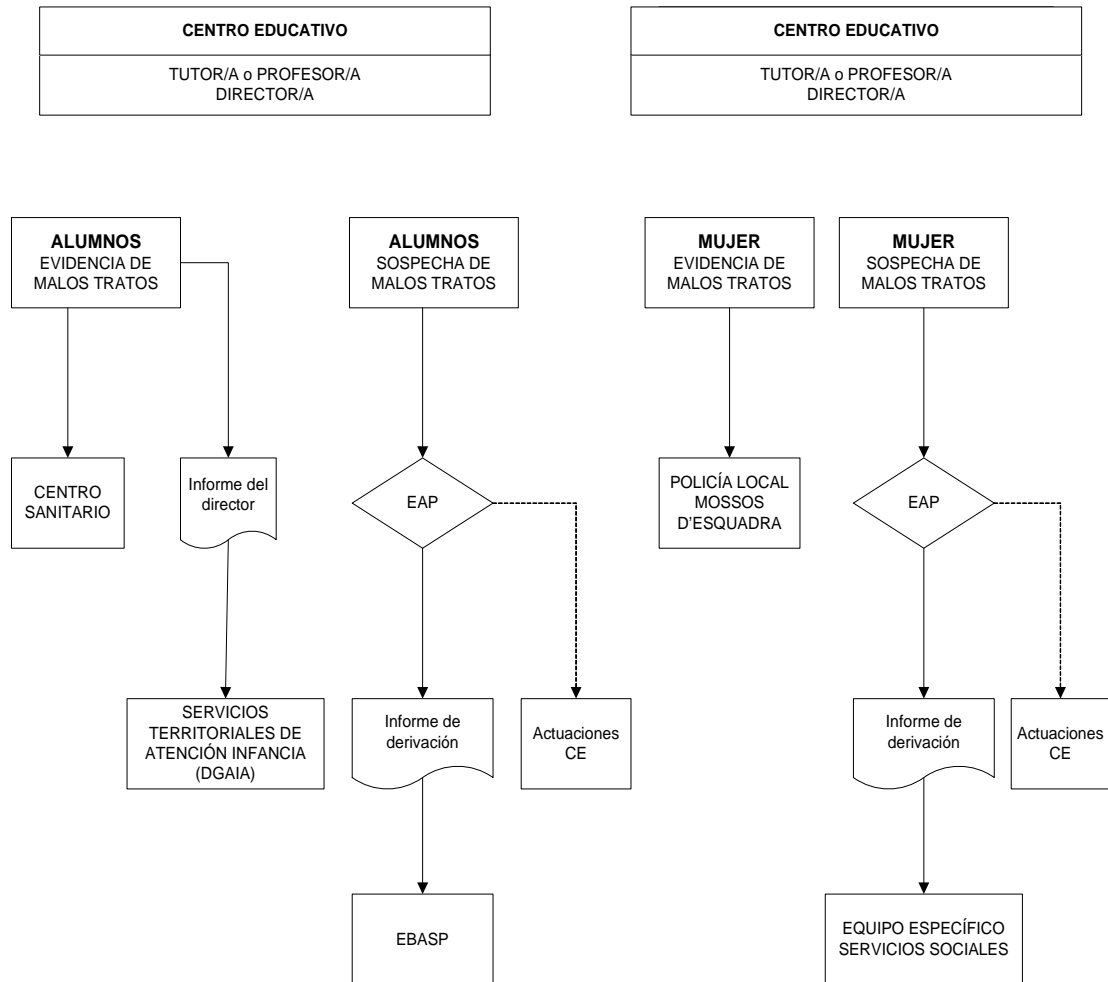 CENTRO EDUCATIVO
TUTOR/A o PROFESOR/A
DIRECTOR/A
CENTRO EDUCATIVO
TUTOR/A o PROFESOR/A
DIRECTOR/A
ALUMNOS
EVIDENCIA DE
MALOS TRATOS
ALUMNOS
SOSPECHA DE
MALOS TRATOS
MUJER
EVIDENCIA DE
MALOS TRATOS
MUJER
SOSPECHA DE
MALOS TRATOS
CENTRO
SANITARIO
Informe del
director
EAP
POLICÍA LOCAL
MOSSOS
D'ESQUADRA
EAP
SERVICIOS
TERRITORIALES DE
ATENCIÓN INFANCIA
(DGAIA)
Informe de
derivación
Actuaciones
CE
Informe de
derivación
Actuaciones
CE
EBASP
EQUIPO ESPECÍFICO
SERVICIOS SOCIALES